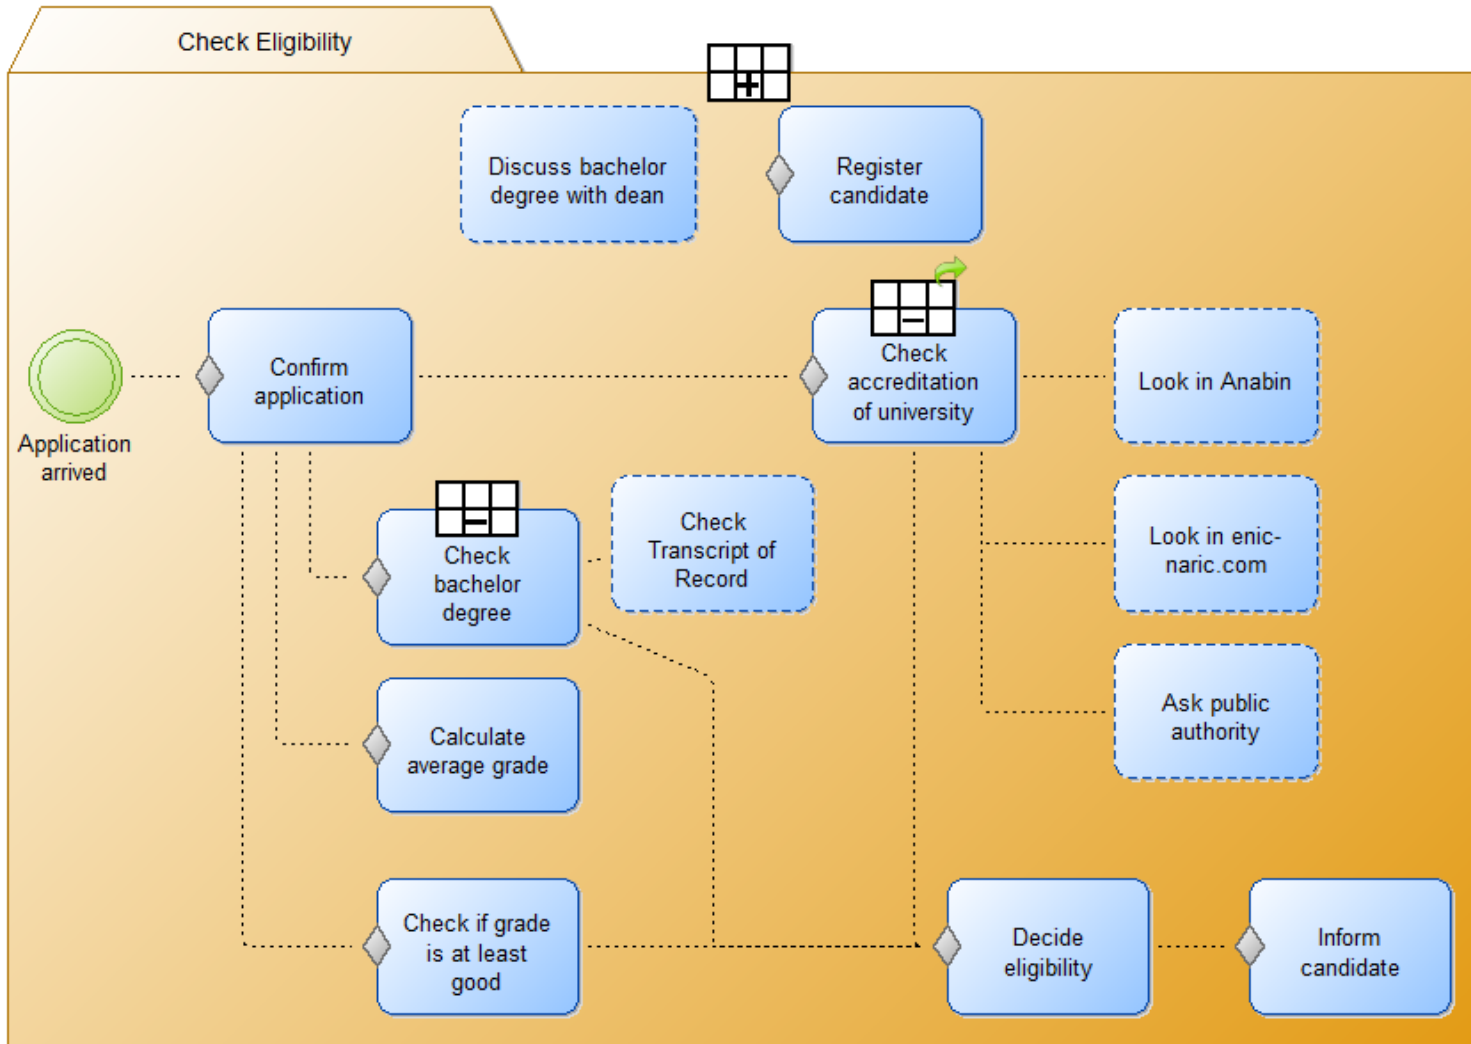 Check Eligibility
Discuss bachelor
degree with dean
Register
candidate
Application
arrived
Confirm
application
Check
accreditation
of university
Look in Anabin
Check
bachelor
degree
Check
Transcript of
Record
Look in enic-
naric.com
Calculate
average grade
Ask public
authority
Check if grade
is at least
good
Decide
eligibility
Inform
candidate